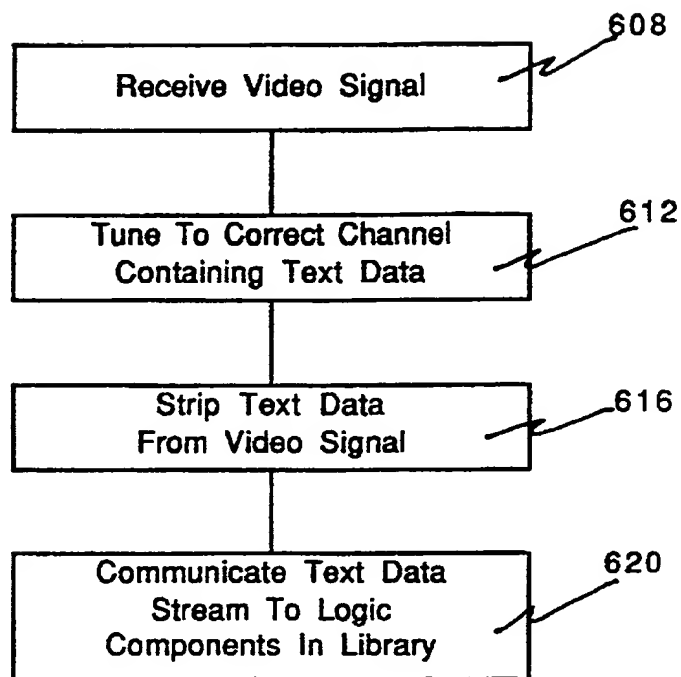 608
Receive Video Signal
612
Tune To Correct Channel
Containing Text Data
616
Strip Text Data
From Video Signal
620
Communicate Text Data
Stream To Logic
Components In Library